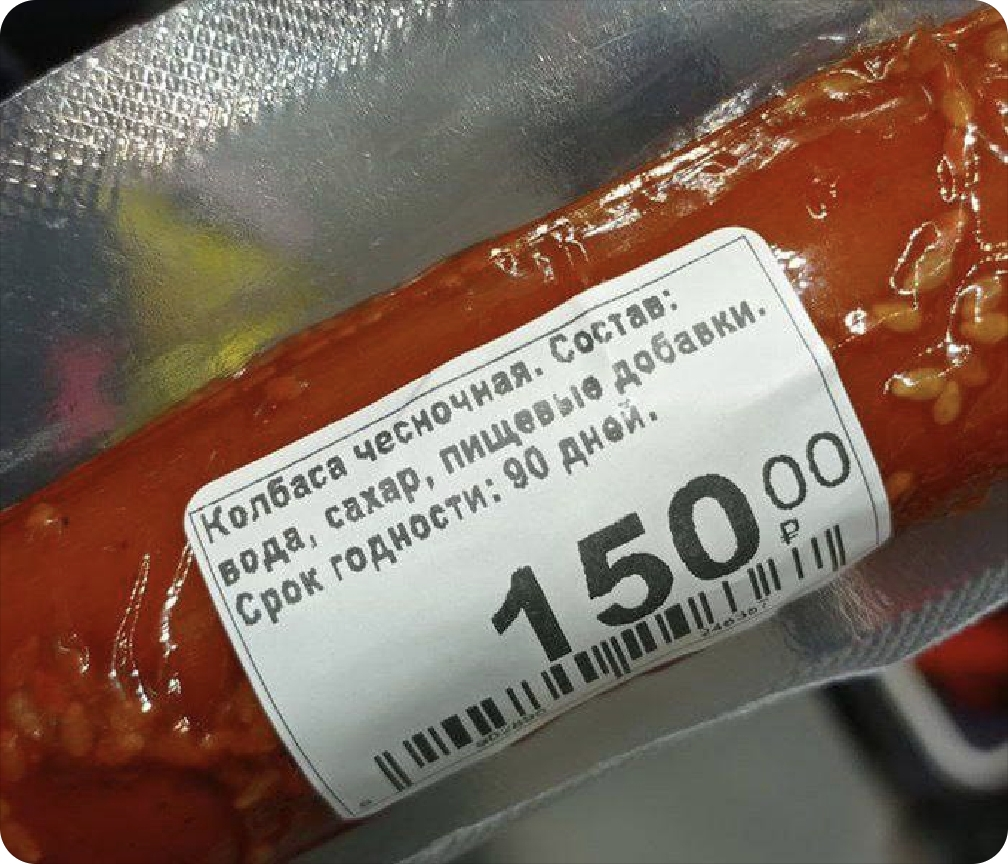 Колбаса чесночная. Состав:
вода, сахар, пищевые добавки.
Срок годности: 90 дней.
150 00
₽